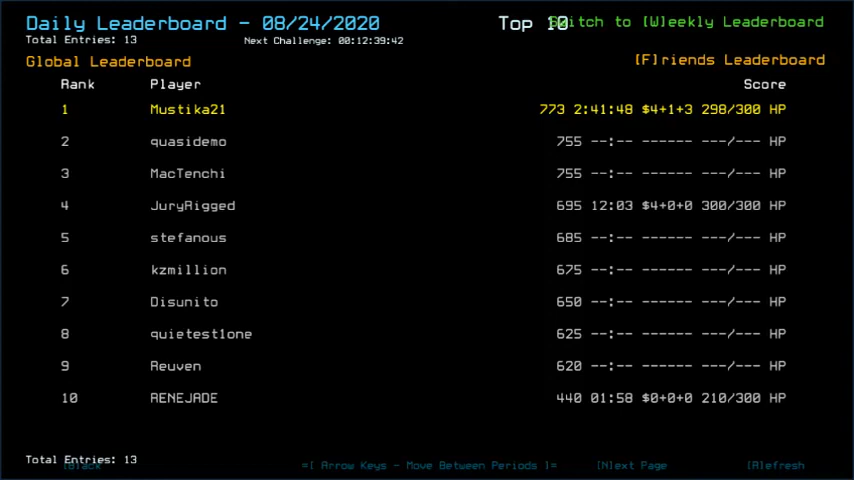 Daily Leaderboard - 08/24/2020 Top 10 Switch to [W]eekly Leaderboard
Total Entries: 13 Next Challenge: 00:12:39:42
Global Leaderboard [F]riends Leaderboard
Rank Player Score
1 Mustika21 773 2:41:48 $4+1+3 298/300 HP
2 quasidemo 755 --:-- ------ ---/--- HP
3 MacTenchi 755 --:-- ------ ---/--- HP
4 JuryRigged 695 12:03 $4+0+0 300/300 HP
5 stefanous 685 --:-- ------ ---/--- HP
6 kzmillion 675 --:-- ------ ---/--- HP
7 Disunito 650 --:-- ------ ---/--- HP
8 quietest1one 625 --:-- ------ ---/--- HP
9 Reuven 620 --:-- ------ ---/--- HP
10 RENEJADE 440 01:58 $0+0+0 210/300 HP
Total Entries: 13
[B]ack =[ Arrow Keys - Move Between Periods ]= [N]ext Page [R]efresh